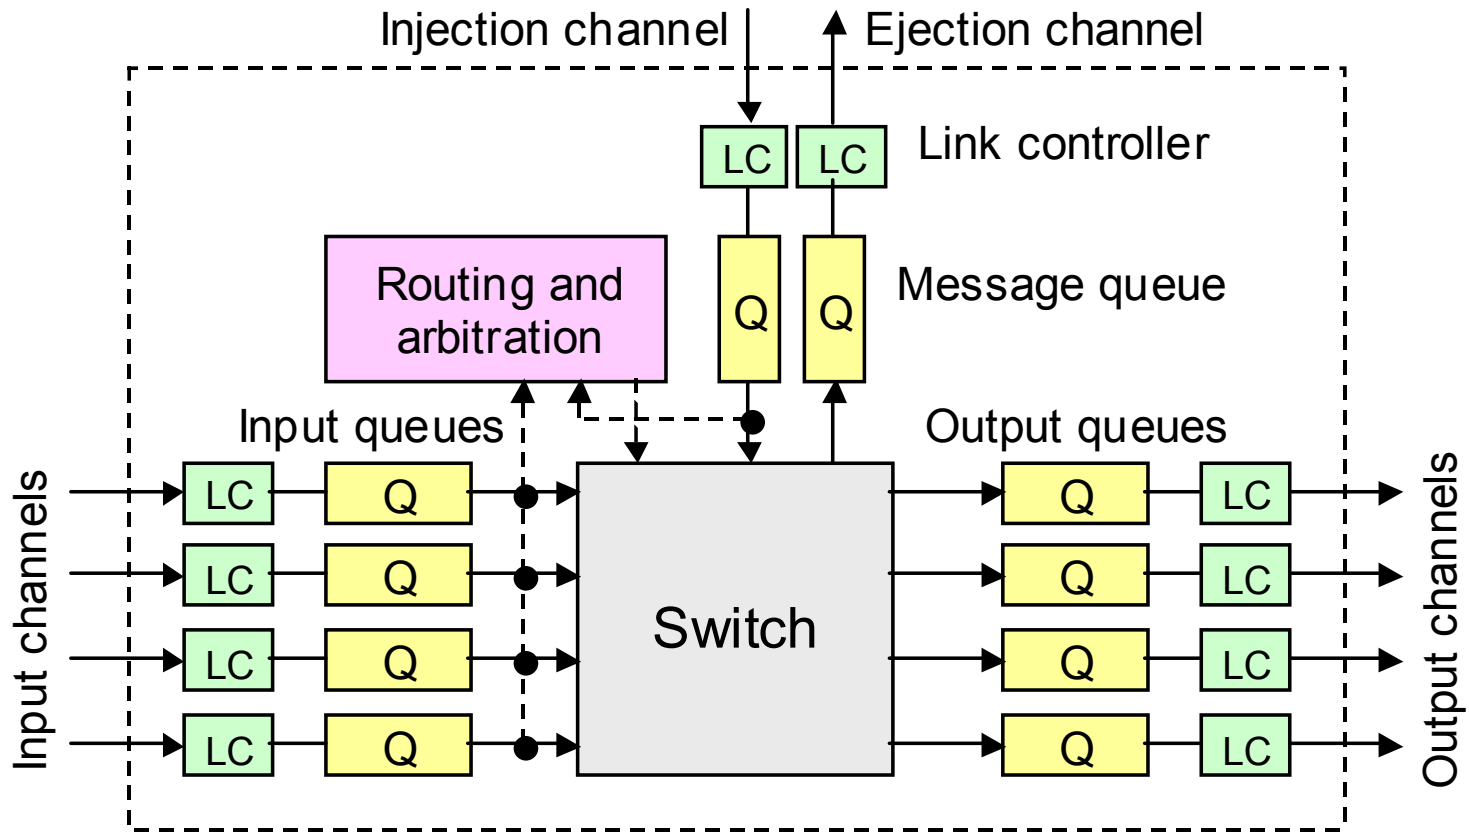 Injection channel
Ejection channel
LC
LC
Link controller
Routing and
arbitration
Q
Q
Message queue
Input queues
Output queues
Input channels
LC
Q
Q
LC
LC
Q
Q
LC
Switch
LC
Q
Q
LC
LC
Q
Q
LC
Output channels